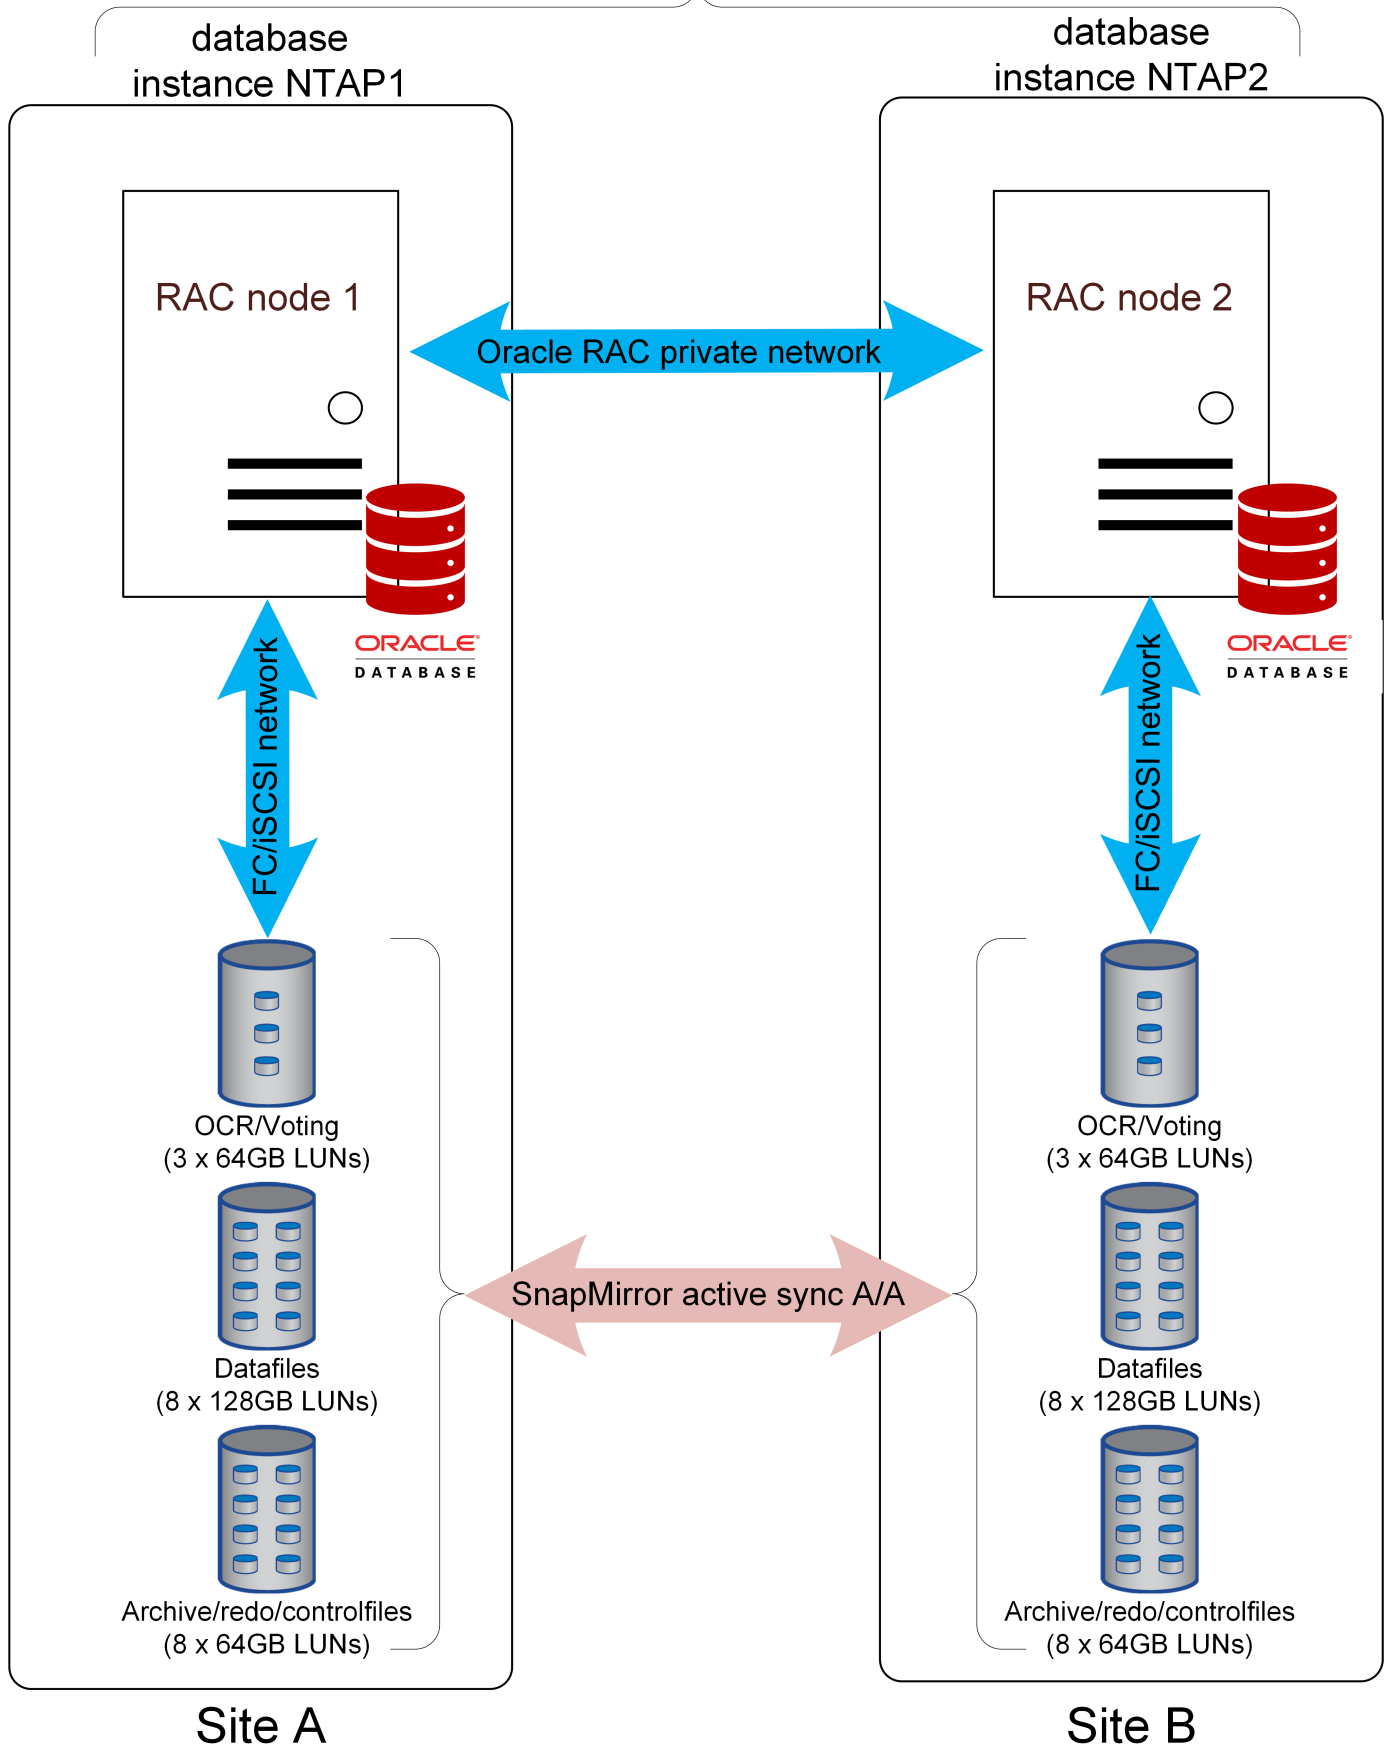 database
instance NTAP1
database
instance NTAP2
RAC node 1
RAC node 2
Oracle RAC private network
ORACLE®
DATABASE
ORACLE®
DATABASE
FC/iSCSI network
FC/iSCSI network
OCR/Voting
(3 x 64GB LUNs)
OCR/Voting
(3 x 64GB LUNs)
SnapMirror active sync A/A
Datafiles
(8 x 128GB LUNs)
Datafiles
(8 x 128GB LUNs)
Archive/redo/controlfiles
(8 x 64GB LUNs)
Archive/redo/controlfiles
(8 x 64GB LUNs)
Site A
Site B